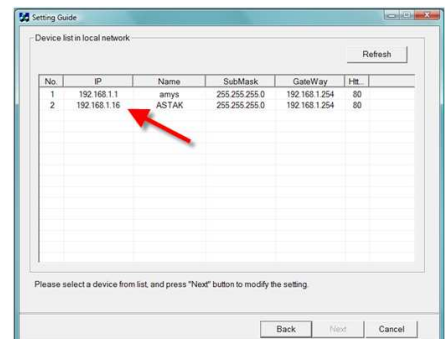 Setting Guide
Device list in local network
Refresh
No. IP Name SubMask GateWay Htt...
1 192.168.1.1 amys 255.255.255.0 192.168.1.254 80
2 192.168.1.16 ASTAK 255.255.255.0 192.168.1.254 80
Please select a device from list, and press "Next" button to modify the setting.
Back Next Cancel